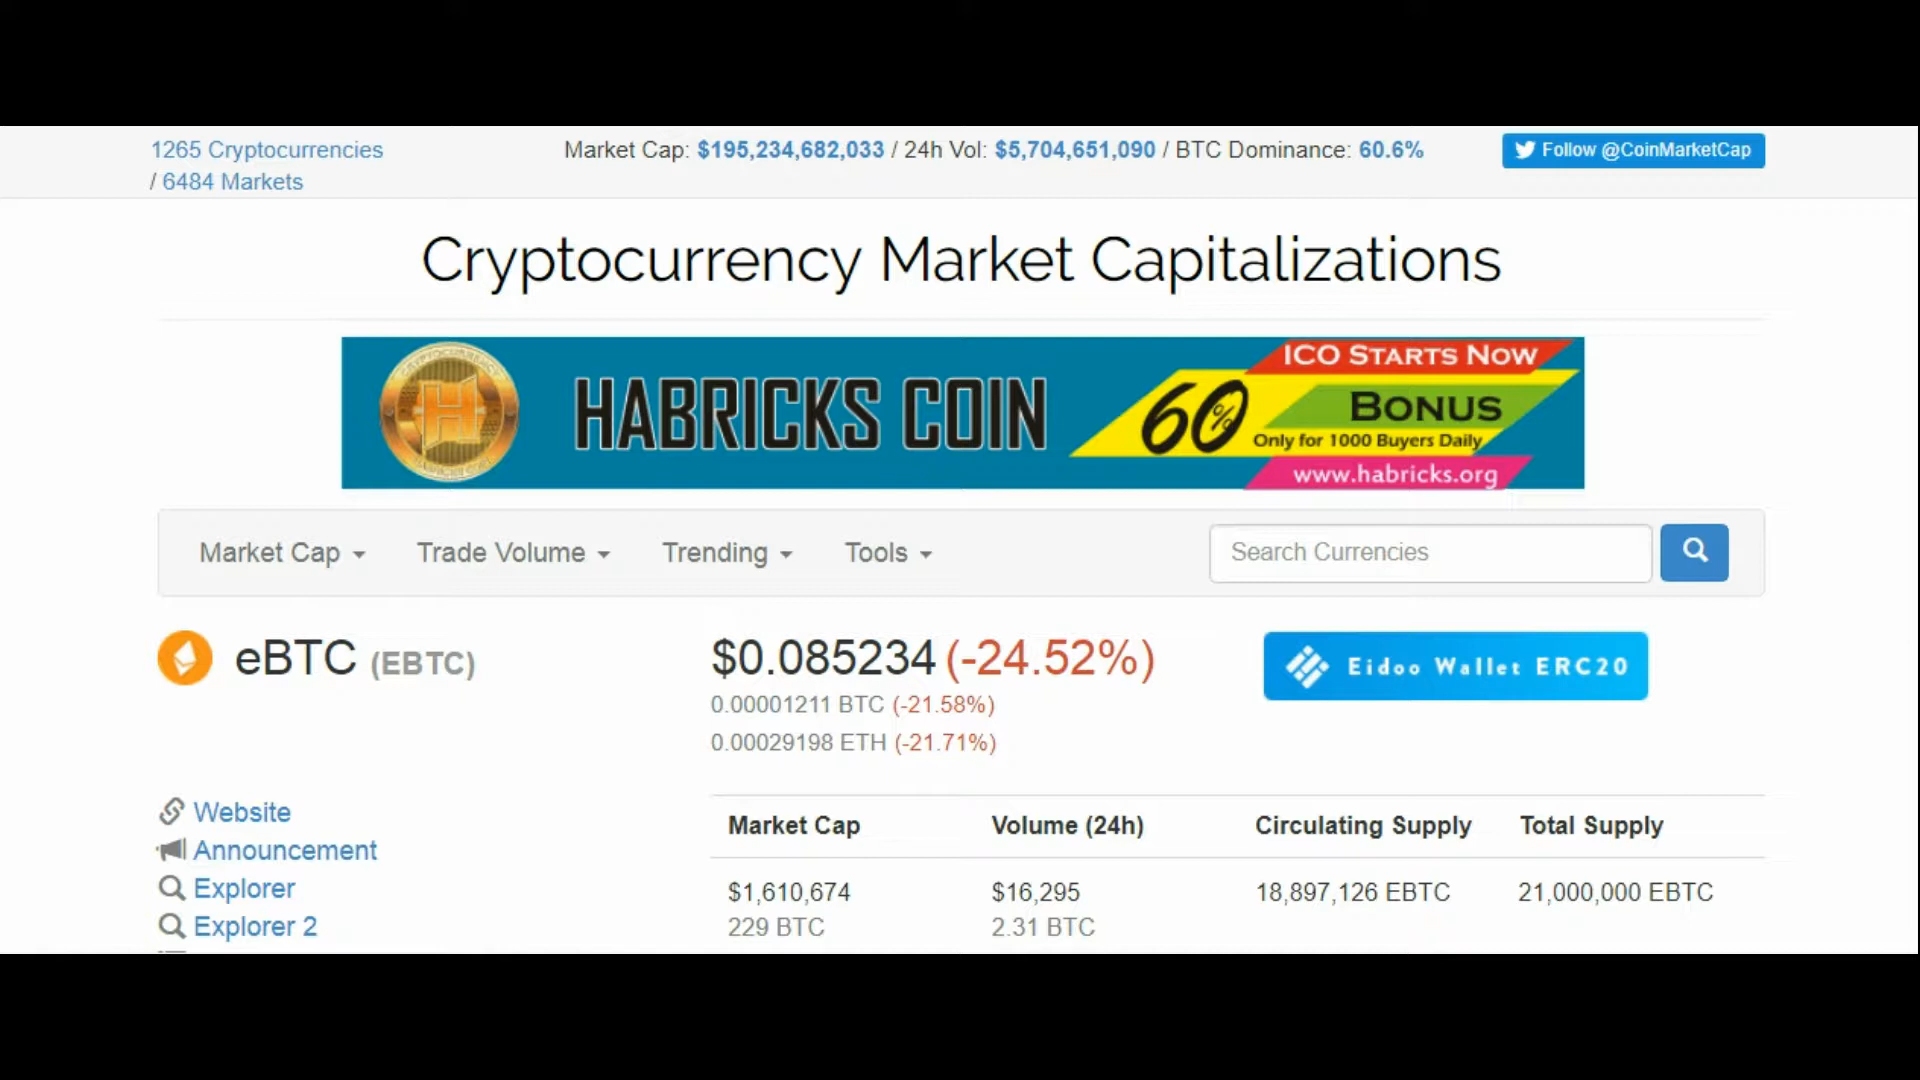 1265 Cryptocurrencies
/ 6484 Markets
Market Cap: $195,234,682,033 / 24h Vol: $5,704,651,090 / BTC Dominance: 60.6%
Follow @CoinMarketCap
Cryptocurrency Market Capitalizations
CRYPTOCURRENCY
H
HABRICKS COIN
HABRICKS COIN
60%
ICO STARTS NOW
BONUS
Only for 1000 Buyers Daily
www.habricks.org
Market Cap
Trade Volume
Trending
Tools
Search Currencies
eBTC (EBTC)
$0.085234 (-24.52%)
0.00001211 BTC (-21.58%)
0.00029198 ETH (-21.71%)
Eidoo Wallet ERC20
Website
Announcement
Explorer
Explorer 2
Market Cap Volume (24h) Circulating Supply Total Supply
$1,610,674 $16,295 18,897,126 EBTC 21,000,000 EBTC
229 BTC 2.31 BTC